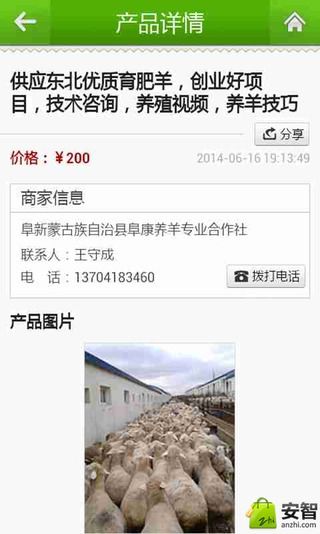 产品详情
供应东北优质育肥羊，创业好项
目，技术咨询，养殖视频，养羊技巧
分享
价格：￥200
2014-06-16 19:13:49
商家信息
阜新蒙古族自治县阜康养羊专业合作社
联系人：王守成
电　话：13704183460
拨打电话
产品图片
安智
zhi
anzhi.com